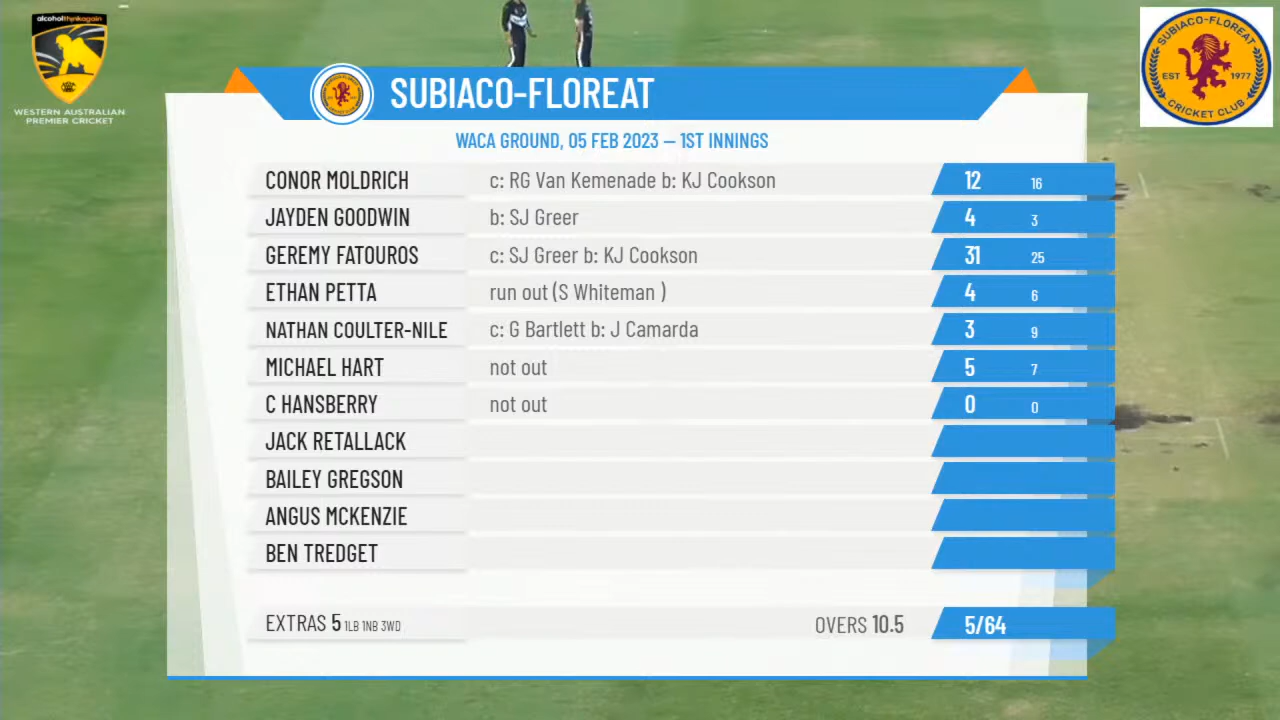 alcoholthinkagain
WESTERN AUSTRALIAN
PREMIER CRICKET
SUBIACO-FLOREAT
EST 1977
CRICKET CLUB
SUBIACO-FLOREAT
WACA GROUND, 05 FEB 2023 – 1ST INNINGS
CONOR MOLDRICH c: RG Van Kemenade b: KJ Cookson 12 16
JAYDEN GOODWIN b: SJ Greer 4 3
GEREMY FATOUROS c: SJ Greer b: KJ Cookson 31 25
ETHAN PETTA run out (S Whiteman ) 4 6
NATHAN COULTER-NILE c: G Bartlett b: J Camarda 3 9
MICHAEL HART not out 5 7
C HANSBERRY not out 0 0
JACK RETALLACK
BAILEY GREGSON
ANGUS MCKENZIE
BEN TREDGET
EXTRAS 5 1LB 1NB 3WD OVERS 10.5 5/64